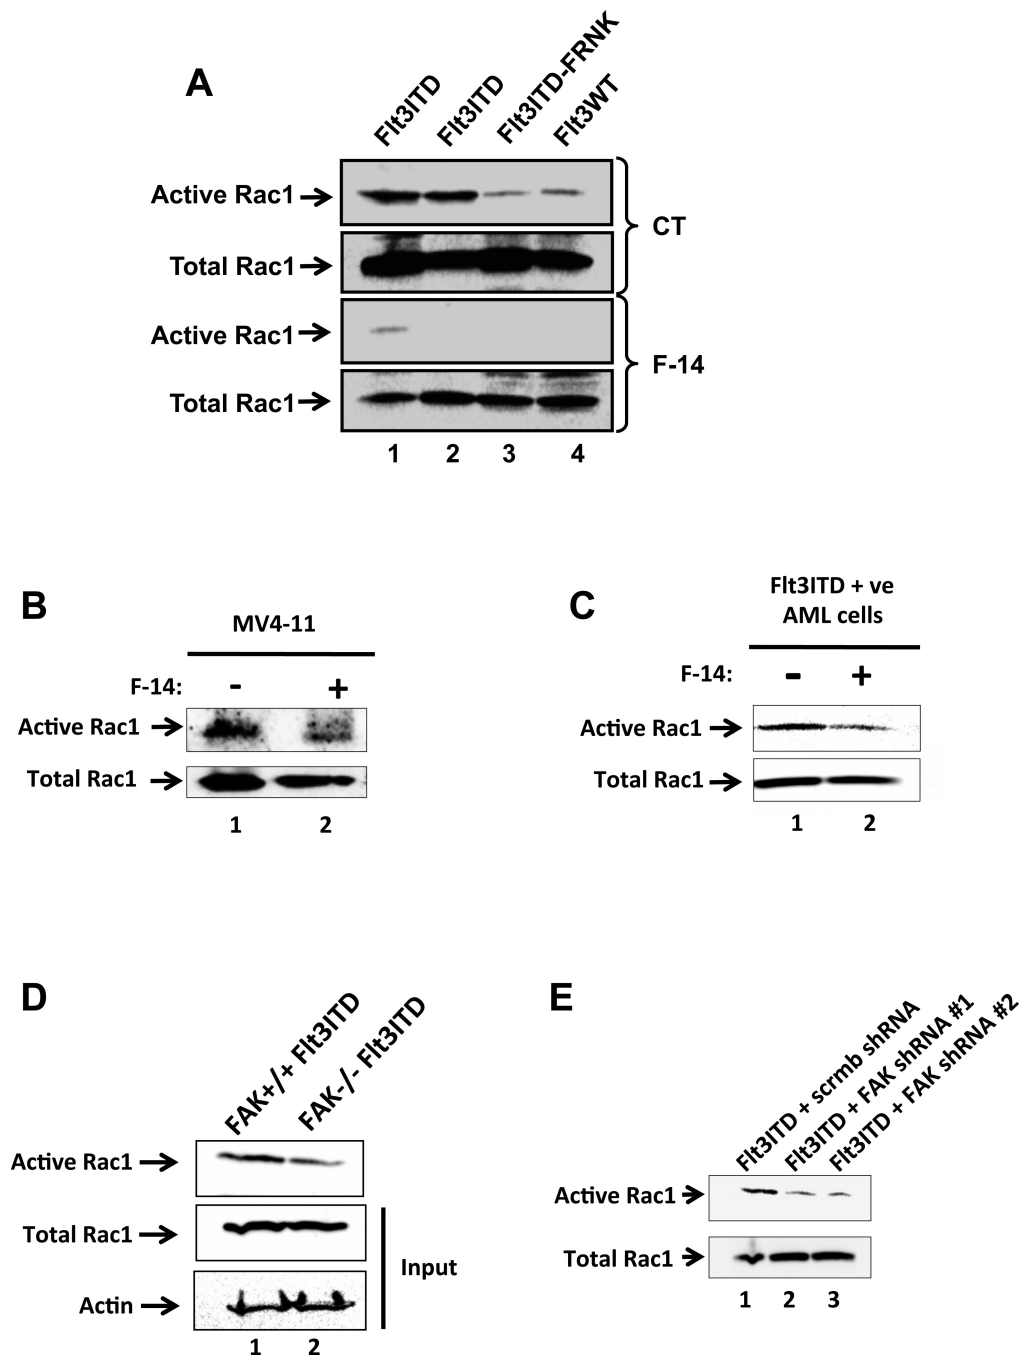 A
Flt3ITD
Flt3ITD
Flt3ITD-FRNK
Flt3WT
Active Rac1
Total Rac1
CT
Active Rac1
Total Rac1
F-14
1 2 3 4
B
MV4-11
F-14: - +
Active Rac1
Total Rac1
1 2
C
Flt3ITD + ve
AML cells
F-14: - +
Active Rac1
Total Rac1
1 2
D
FAK+/+ Flt3ITD
FAK-/- Flt3ITD
Active Rac1
Total Rac1
Actin
Input
1 2
E
Flt3ITD + scrmb shRNA
Flt3ITD + FAK shRNA #1
Flt3ITD + FAK shRNA #2
Active Rac1
Total Rac1
1 2 3